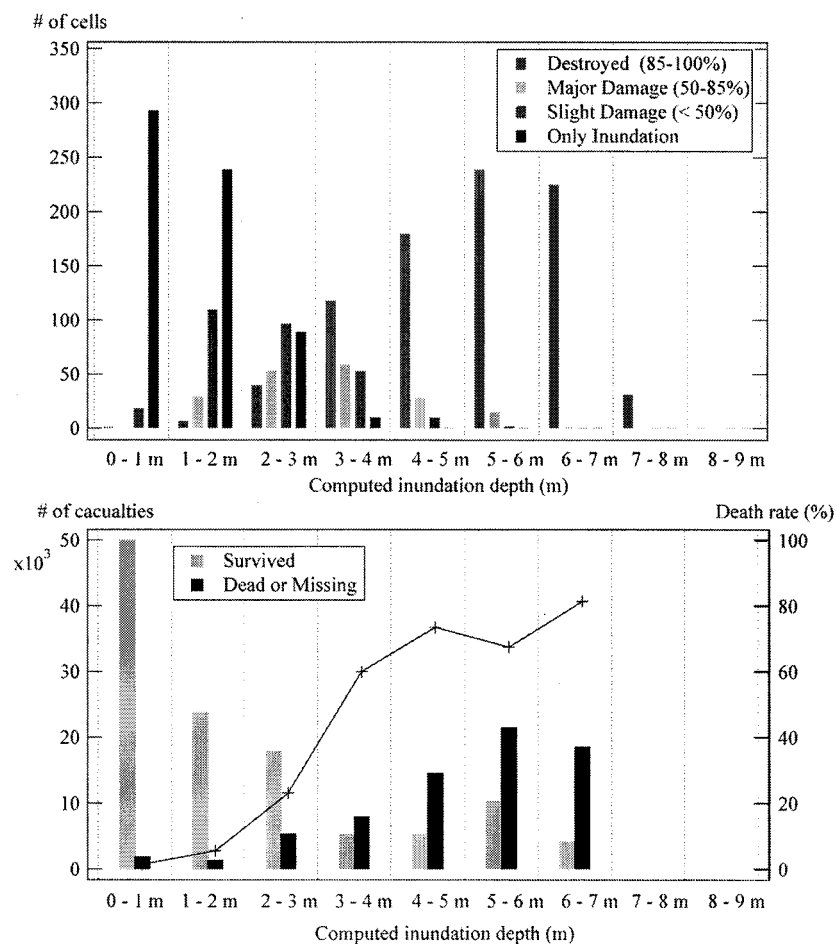 # of cells
350
300
250
200
150
100
50
0
Destroyed (85-100%)
Major Damage (50-85%)
Slight Damage (< 50%)
Only Inundation
0 - 1 m 1 - 2 m 2 - 3 m 3 - 4 m 4 - 5 m 5 - 6 m 6 - 7 m 7 - 8 m 8 - 9 m
Computed inundation depth (m)
# of cacualties Death rate (%)
x10³
50
40
30
20
10
0
Survived
Dead or Missing
100
80
60
40
20
0
0 - 1 m 1 - 2 m 2 - 3 m 3 - 4 m 4 - 5 m 5 - 6 m 6 - 7 m 7 - 8 m 8 - 9 m
Computed inundation depth (m)